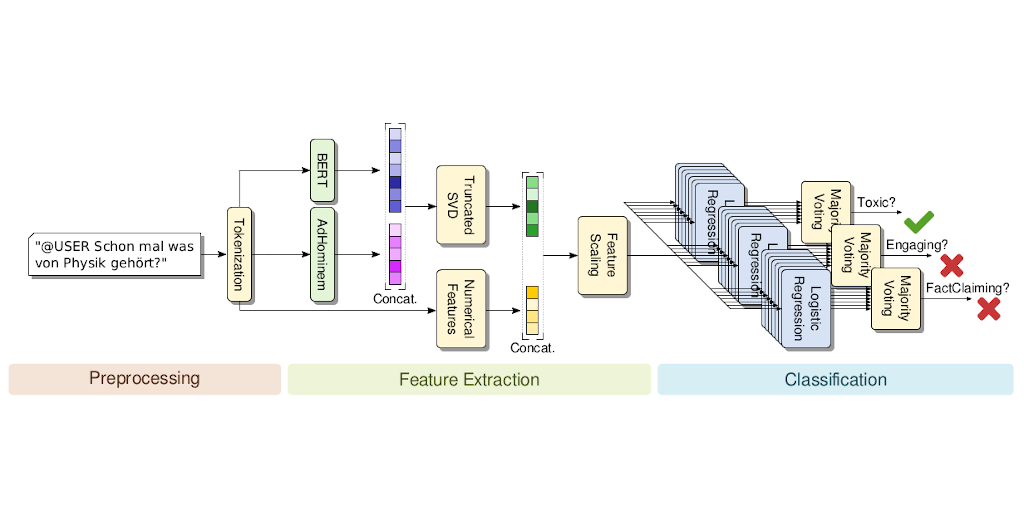 "@USER Schon mal was
von Physik gehört?"
Tokenization
BERT
AdHominem
Concat.
Truncated
SVD
Numerical
Features
Concat.
Feature
Scaling
Regression
Regression
Logistic
Regression
Majority
Voting
Majority
Voting
Majority
Voting
Toxic?
Engaging?
FactClaiming?
Preprocessing
Feature Extraction
Classification